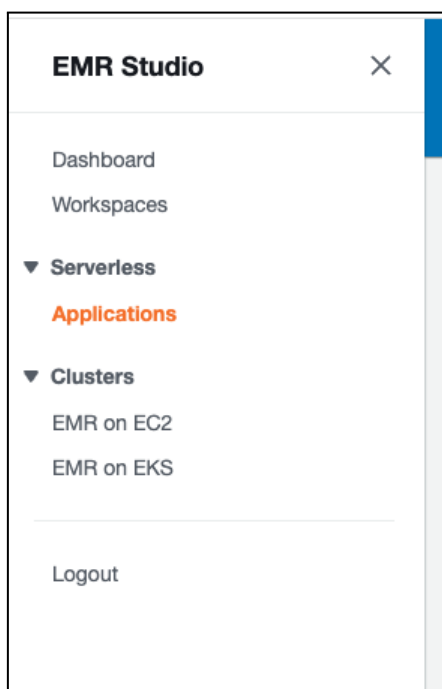 EMR Studio
Dashboard
Workspaces
Serverless
Applications
Clusters
EMR on EC2
EMR on EKS
Logout